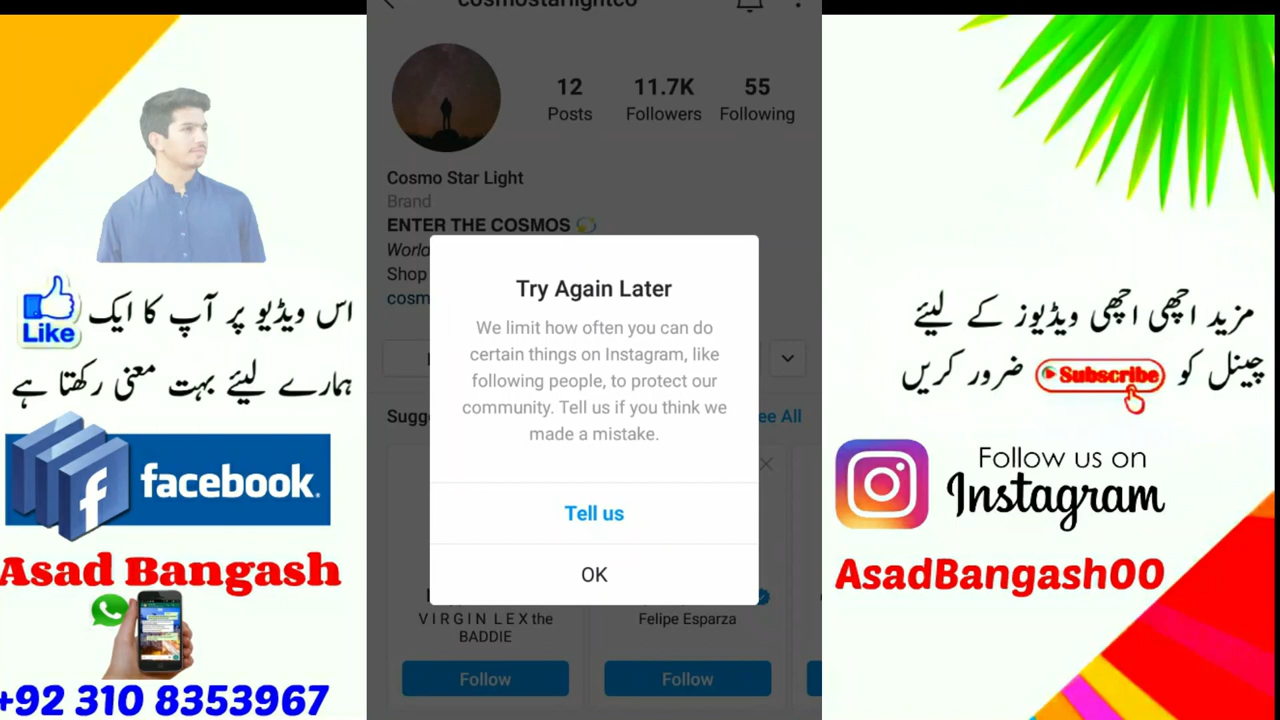 cosmostarlightco
12 11.7K 55
Posts Followers Following
Cosmo Star Light
Brand
ENTER THE COSMOS
World
Shop
cosm
Try Again Later
We limit how often you can do
certain things on Instagram, like
following people, to protect our
community. Tell us if you think we
made a mistake.
Tell us
OK
Sugge
ee All
V I R G I N L E X the
BADDIE
Felipe Esparza
Follow
Follow
اس ویڈیو پر آپ کا ایک Like
ہمارے لیئے بہت معنی رکھتا ہے
facebook.
Asad Bangash
+92 310 8353967
مزید اچھی اچھی ویڈیوز کے لیئے
چینل کو Subscribe ضرور کریں
Follow us on
Instagram
AsadBangash00